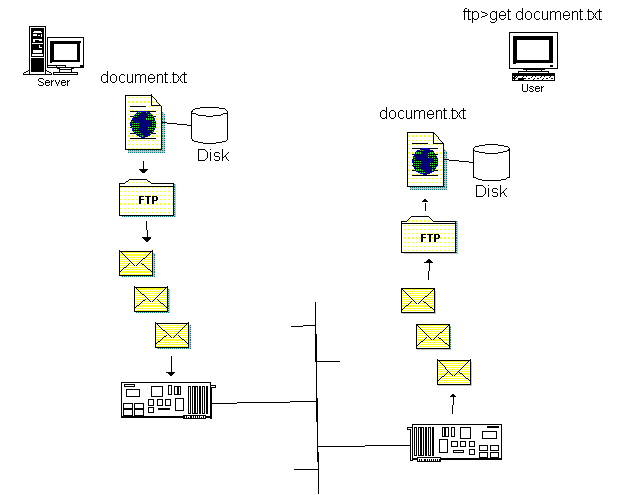 ftp>get document.txt
Server
User
document.txt
document.txt
Disk
Disk
FTP
FTP